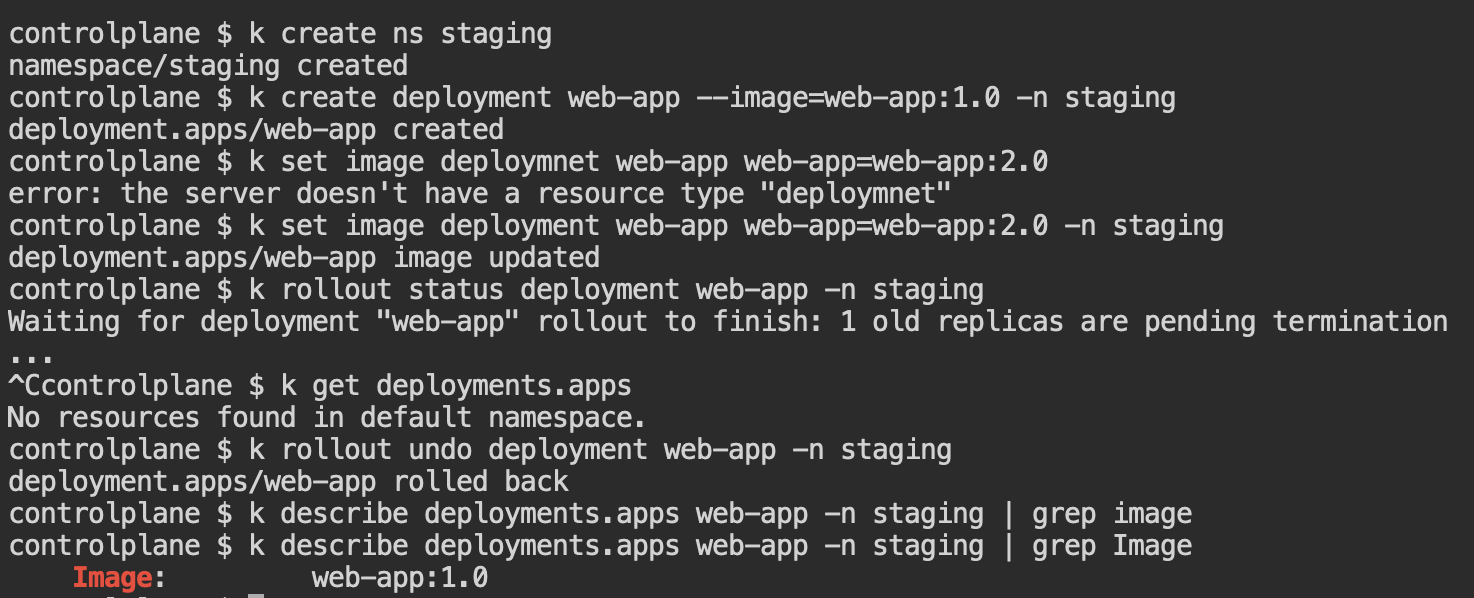 controlplane $ k create ns staging
namespace/staging created
controlplane $ k create deployment web-app --image=web-app:1.0 -n staging
deployment.apps/web-app created
controlplane $ k set image deploymnet web-app web-app=web-app:2.0
error: the server doesn't have a resource type "deploymnet"
controlplane $ k set image deployment web-app web-app=web-app:2.0 -n staging
deployment.apps/web-app image updated
controlplane $ k rollout status deployment web-app -n staging
Waiting for deployment "web-app" rollout to finish: 1 old replicas are pending termination
...
^Ccontrolplane $ k get deployments.apps
No resources found in default namespace.
controlplane $ k rollout undo deployment web-app -n staging
deployment.apps/web-app rolled back
controlplane $ k describe deployments.apps web-app -n staging | grep image
controlplane $ k describe deployments.apps web-app -n staging | grep Image
    Image:         web-app:1.0